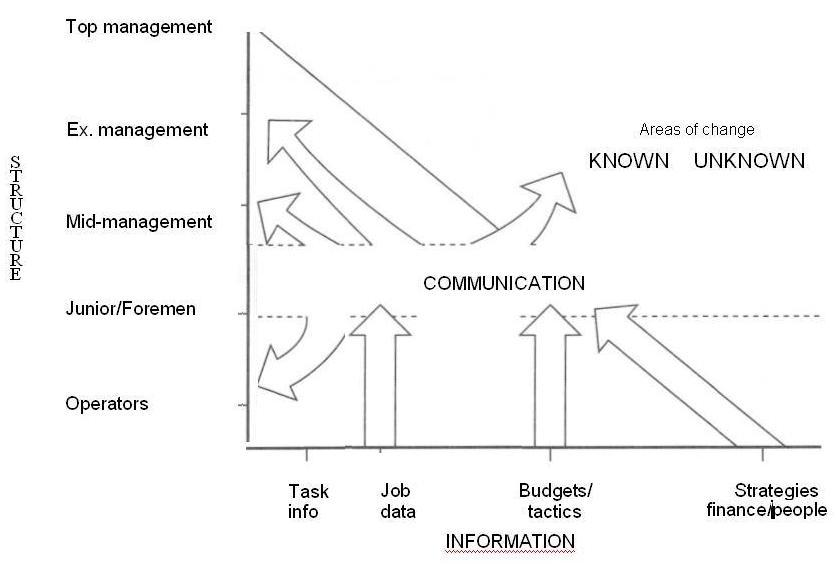 Top management
Ex. management
Areas of change
KNOWN UNKNOWN
STRUCTURE
Mid-management
COMMUNICATION
Junior/Foremen
Operators
Task
info
Job
data
Budgets/
tactics
Strategies
finance/people
INFORMATION